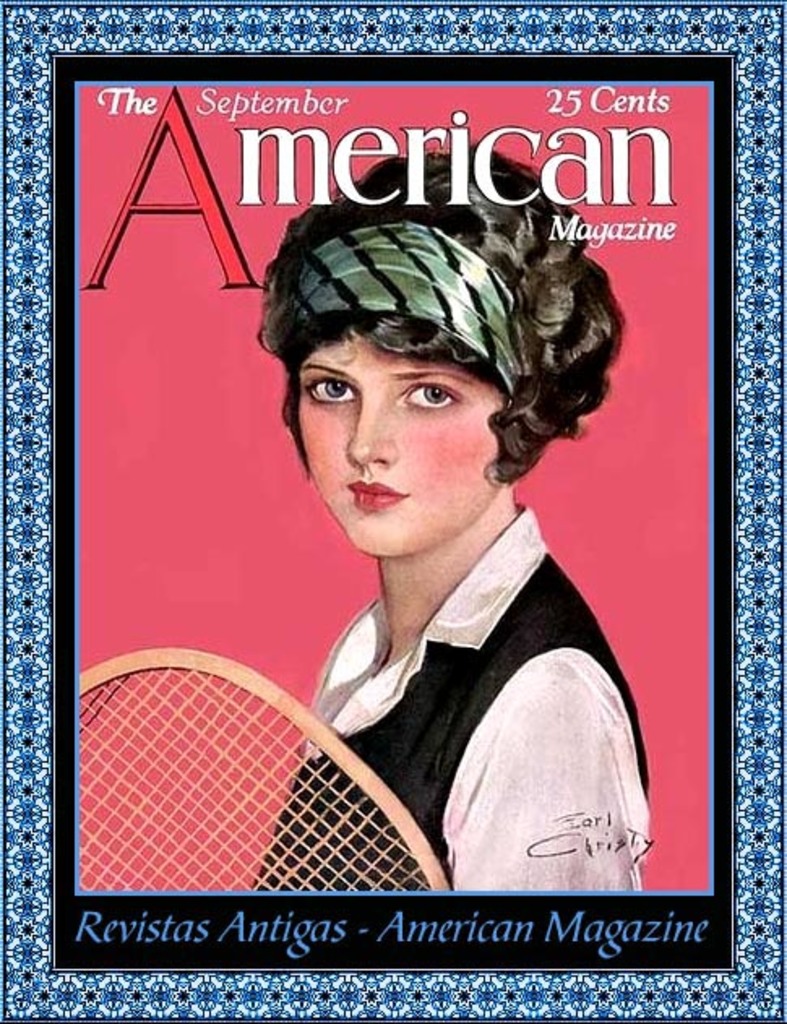 The September 25 Cents
American
Magazine
Earl
Christy
Revistas Antigas - American Magazine